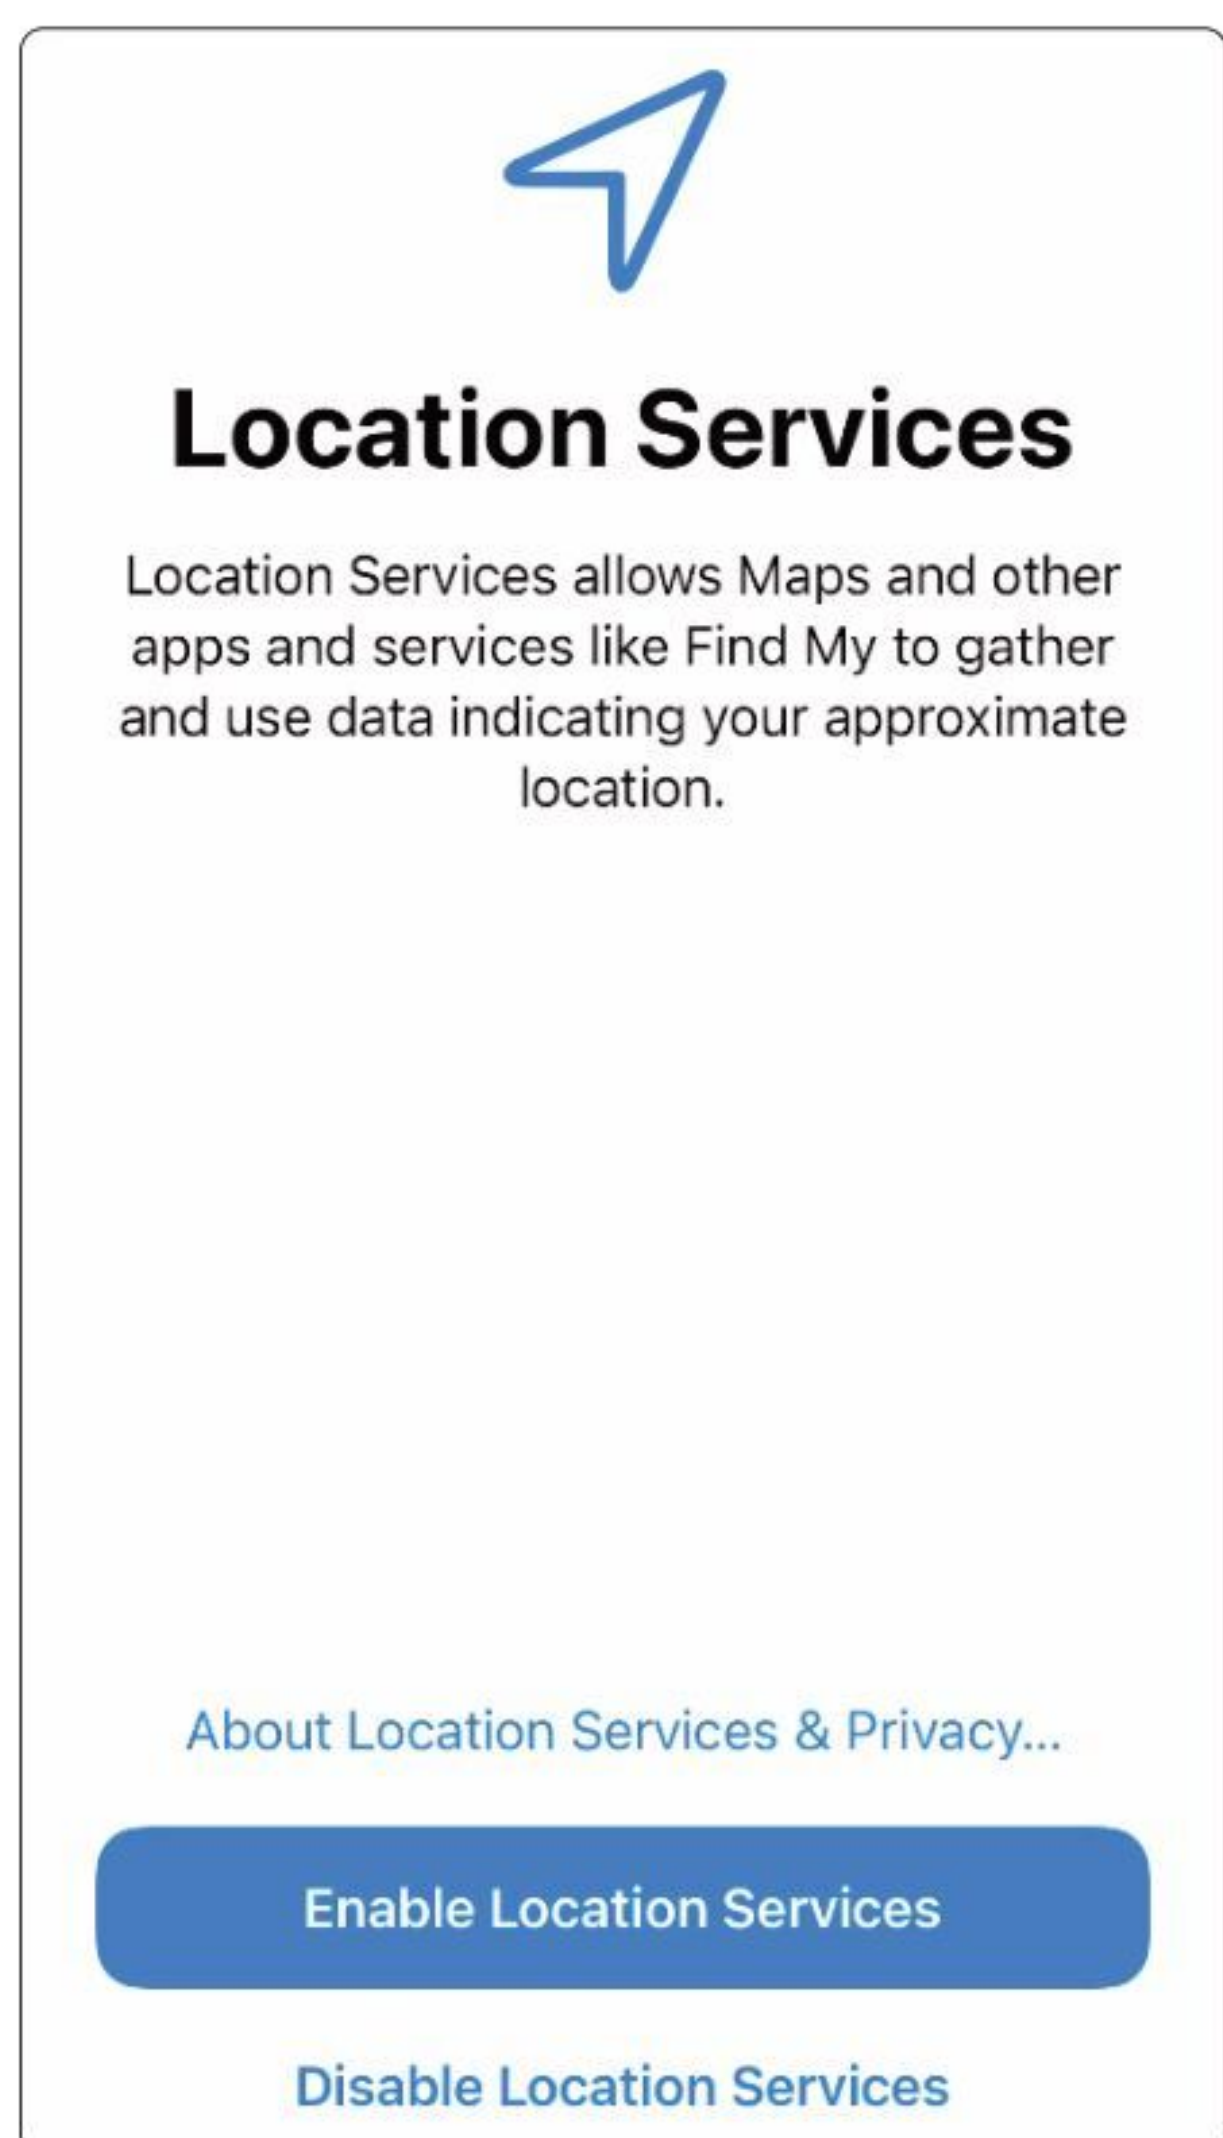 Location Services
Location Services allows Maps and other
apps and services like Find My to gather
and use data indicating your approximate
location.
About Location Services & Privacy...
Enable Location Services
Disable Location Services